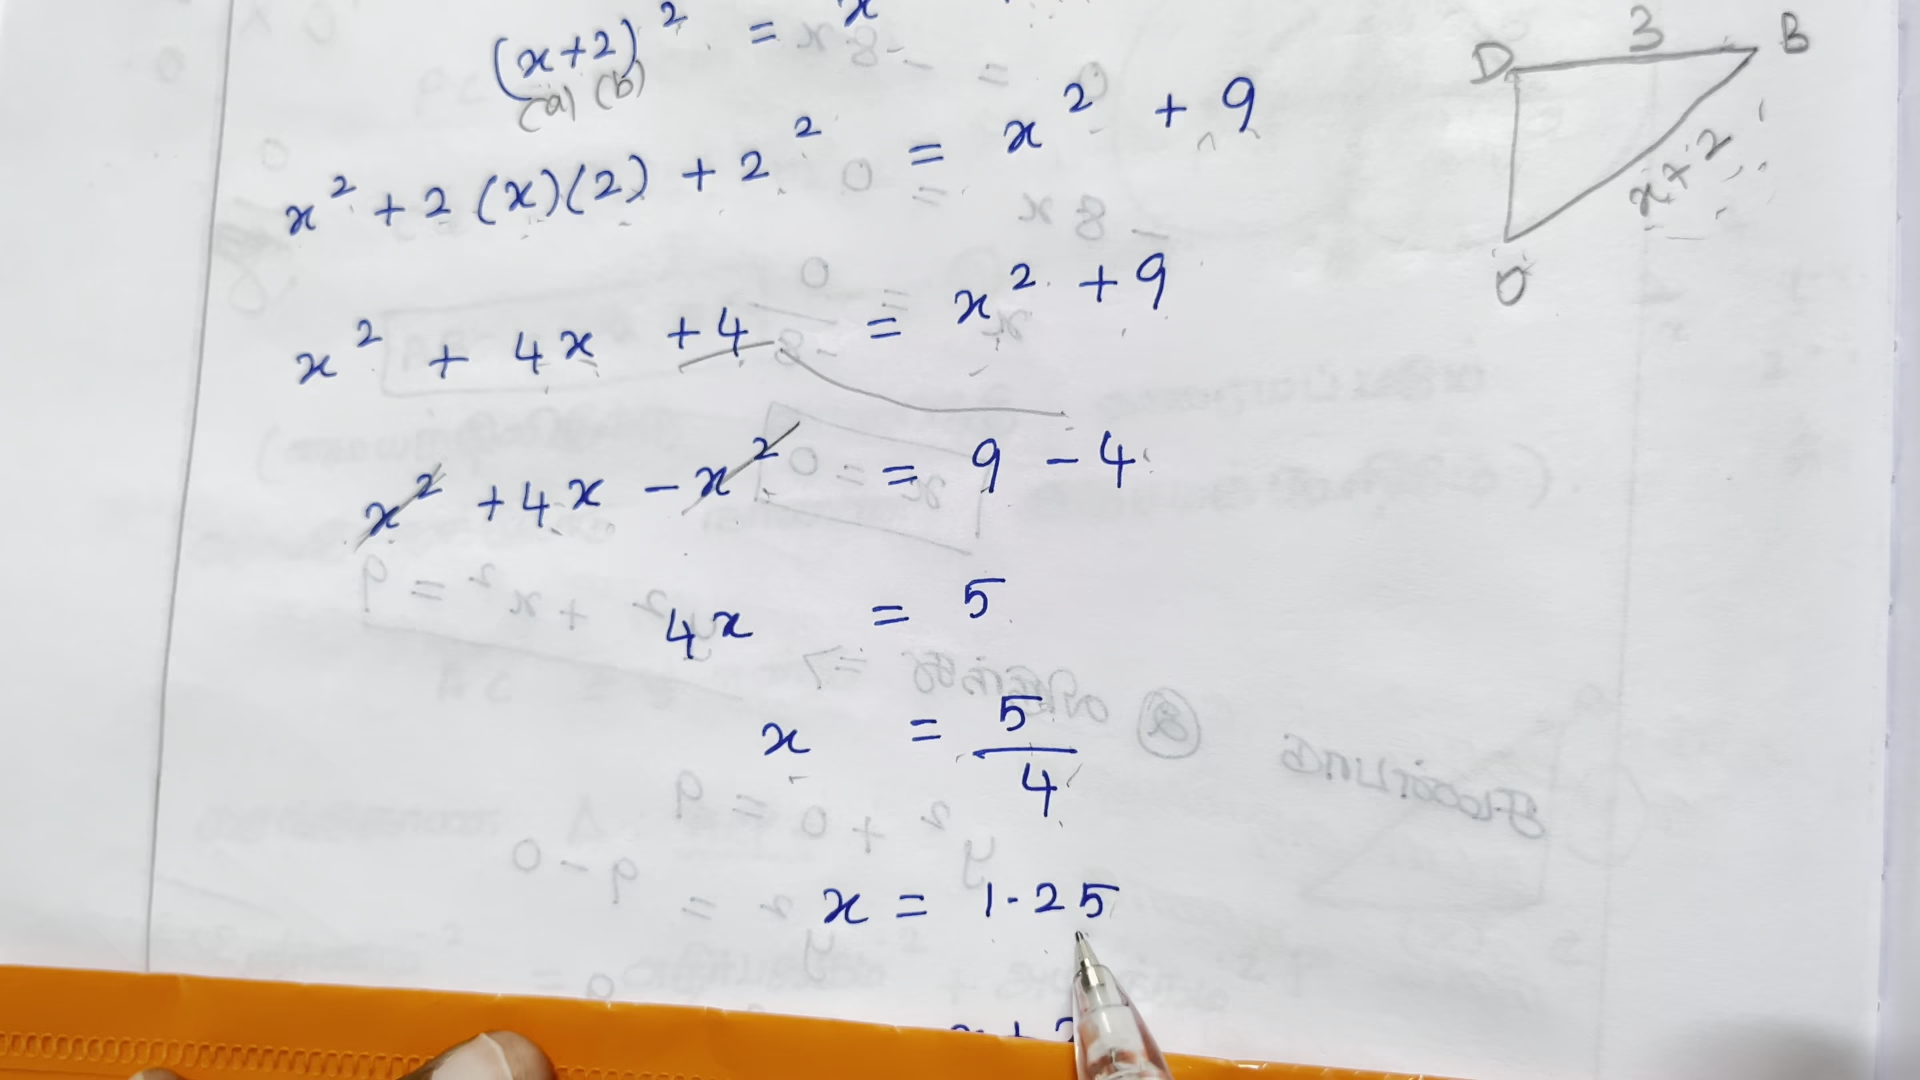 (x+2)² = x
(a) (b)
x² + 2 (x)(2) + 2² = x² + 9
x² + 4x + 4 = x² + 9
x² + 4x - x² = 9 - 4
4x = 5
x = 5/4
x = 1.25
D 3 B
x+2
O